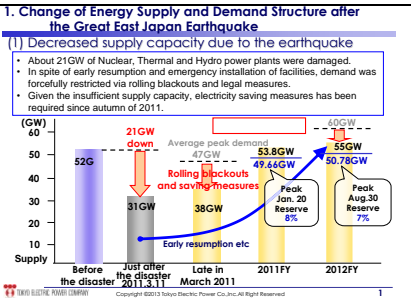 1. Change of Energy Supply and Demand Structure after
the Great East Japan Earthquake
(1) Decreased supply capacity due to the earthquake
• About 21GW of Nuclear, Thermal and Hydro power plants were damaged.
• In spite of early resumption and emergency installation of facilities, demand was
forcefully restricted via rolling blackouts and legal measures.
• Given the insufficient supply capacity, electricity saving measures has been
required since autumn of 2011.
(GW)
60
50
40
30
20
10
Supply
52G
21GW
down
31GW
Average peak demand
47GW
Rolling blackouts
and saving measures
38GW
Early resumption etc
53.8GW
49.66GW
Peak
Jan. 20
Reserve
8%
60GW
55GW
50.78GW
Peak
Aug.30
Reserve
7%
Before
the disaster
Just after
the disaster
2011.3.11
Late in
March 2011
2011FY
2012FY
TOKYO ELECTRIC POWER COMPANY
Copyright ©2013 Tokyo Electric Power Co.,Inc.All Right Reserved
1